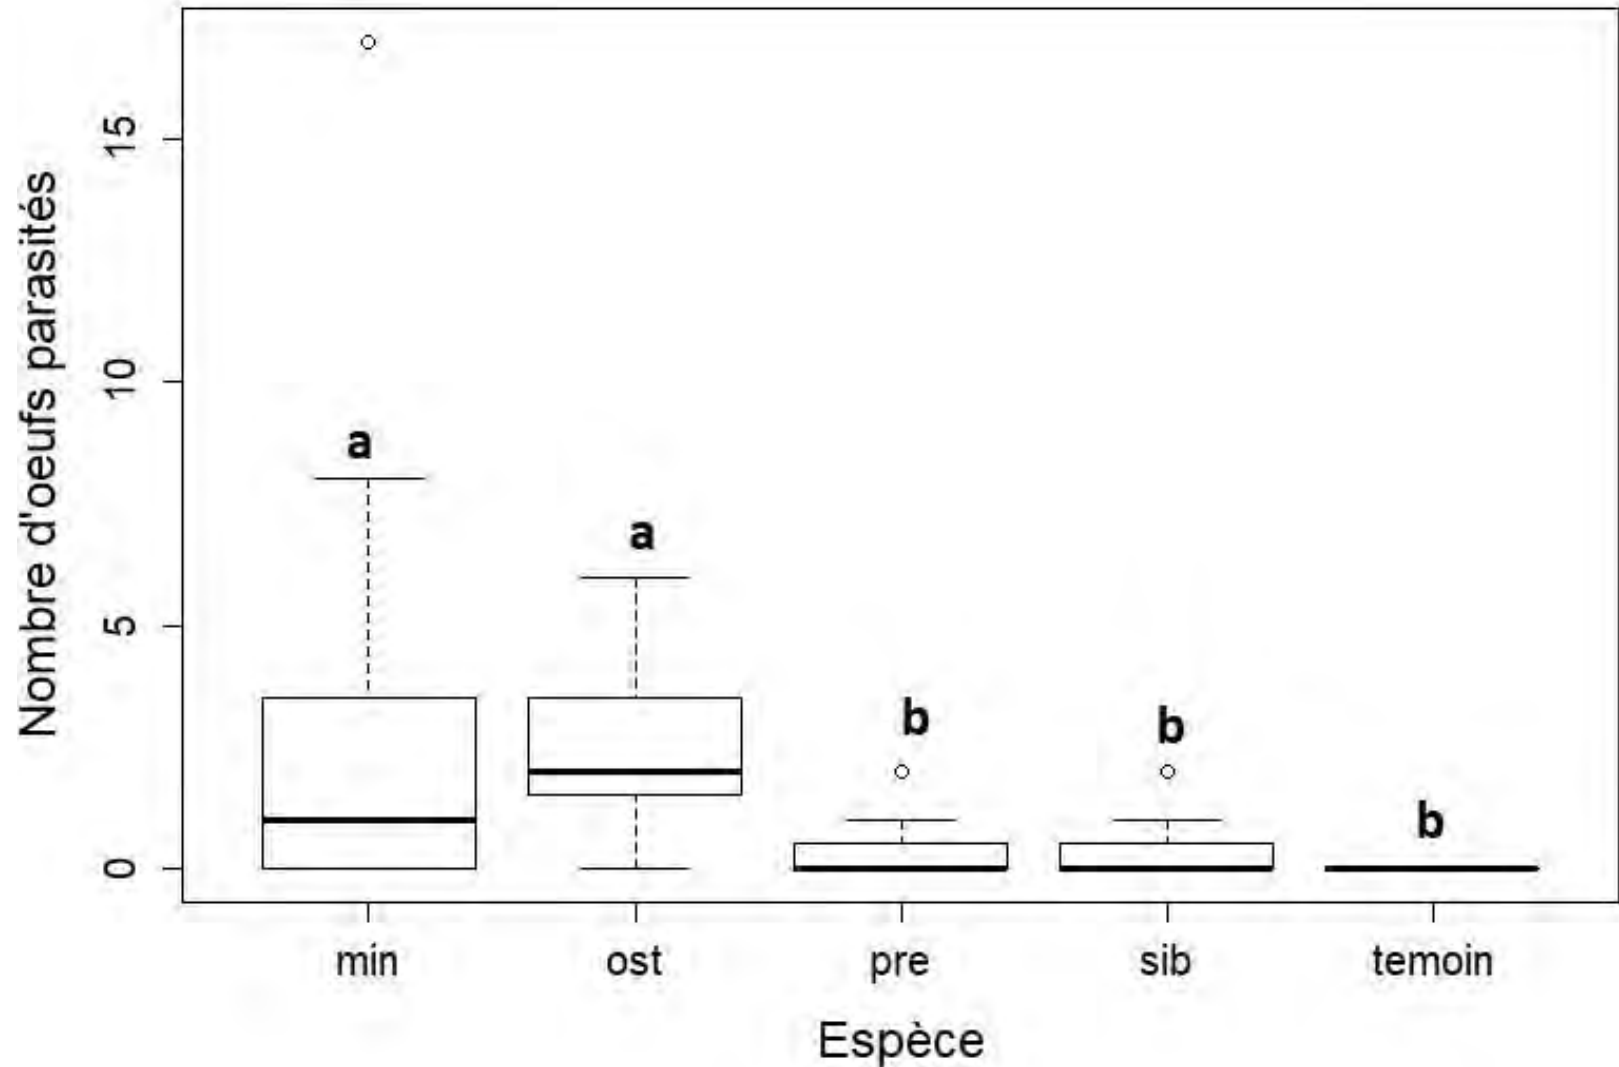 Nombre d'oeufs parasités
15
10
5
0
a
a
b
b
b
min
ost
pre
sib
temoin
Espèce